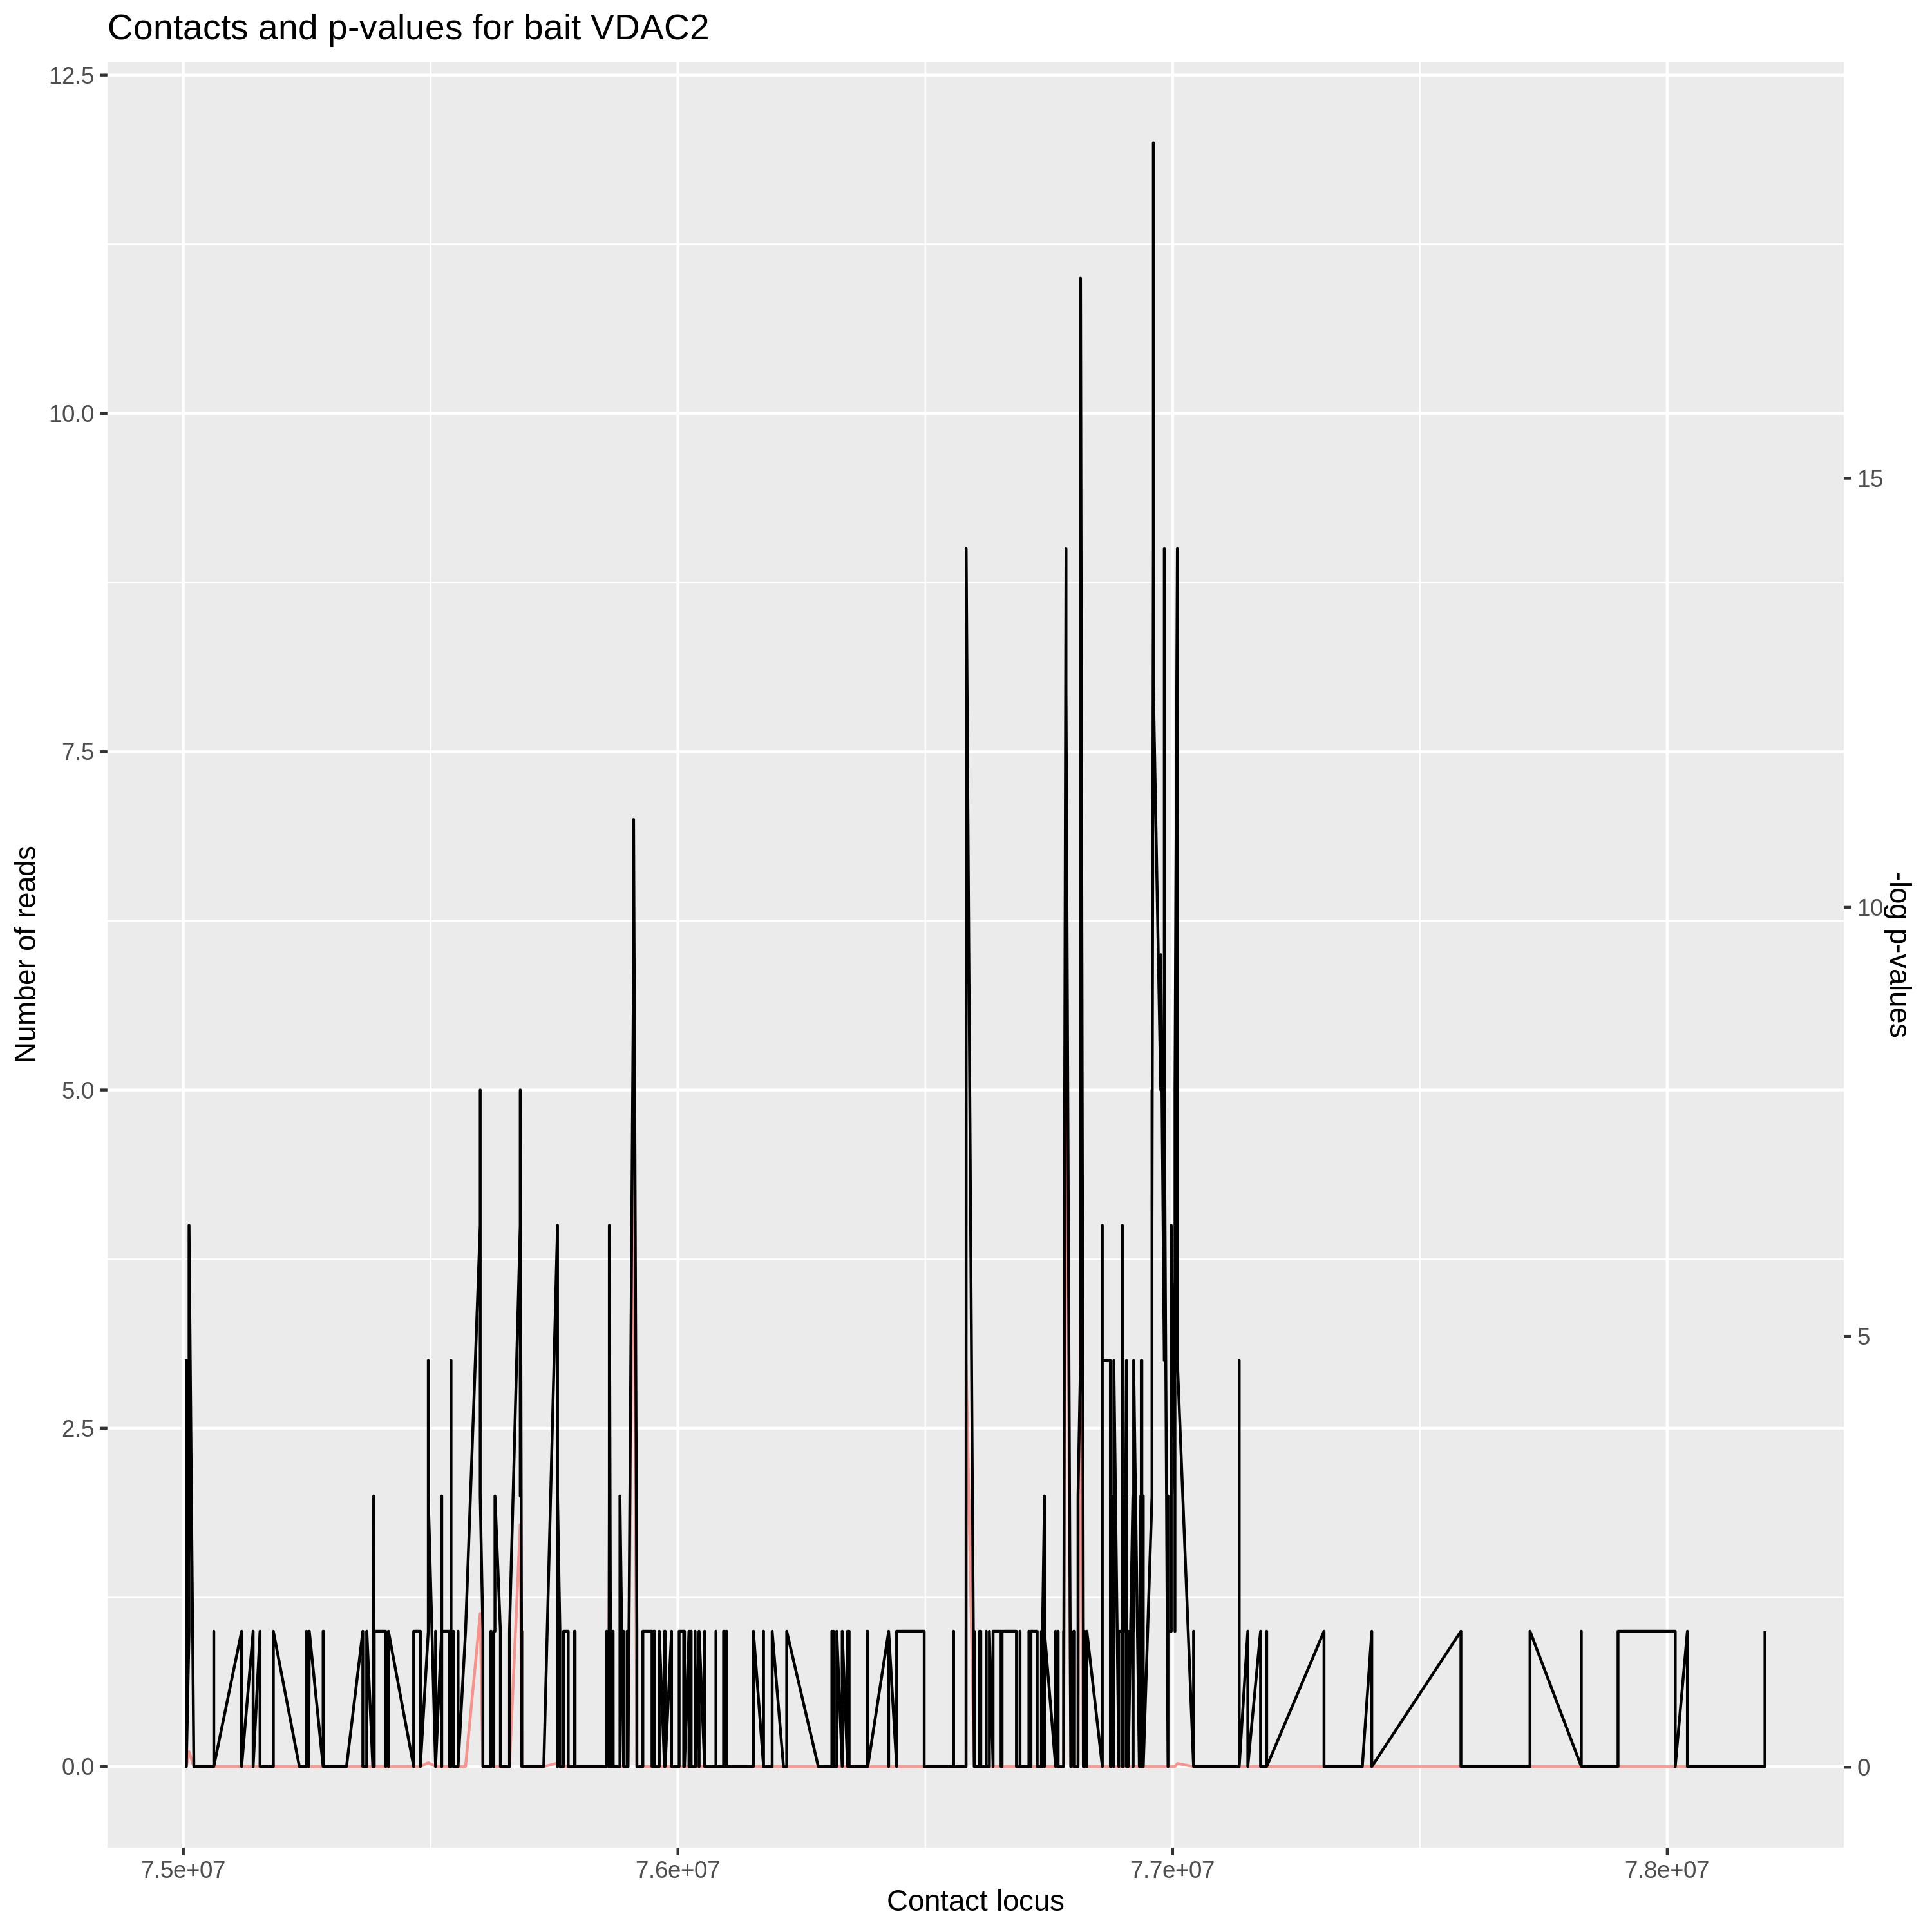 Contacts and p-values for bait VDAC2
12.5
10.0
7.5
5.0
2.5
0.0
Number of reads
15
10
5
0
-log p-values
7.5e+07 7.6e+07 7.7e+07 7.8e+07
Contact locus